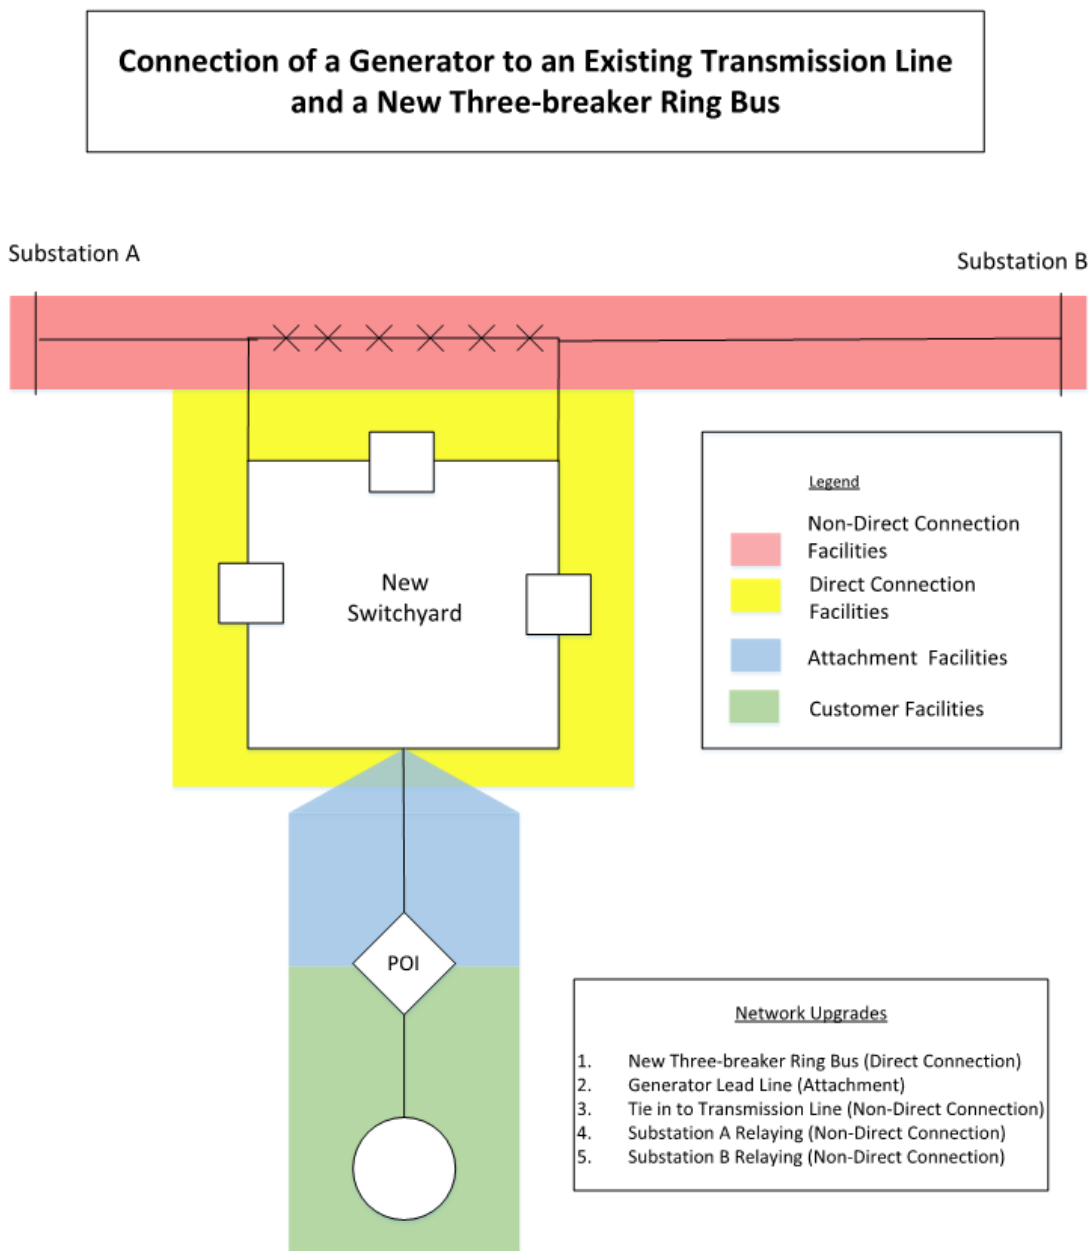 Connection of a Generator to an Existing Transmission Line
and a New Three-breaker Ring Bus
Substation A
Substation B
Legend
Non-Direct Connection
Facilities
Direct Connection
Facilities
Attachment Facilities
Customer Facilities
New
Switchyard
POI
Network Upgrades
1. New Three-breaker Ring Bus (Direct Connection)
2. Generator Lead Line (Attachment)
3. Tie in to Transmission Line (Non-Direct Connection)
4. Substation A Relaying (Non-Direct Connection)
5. Substation B Relaying (Non-Direct Connection)